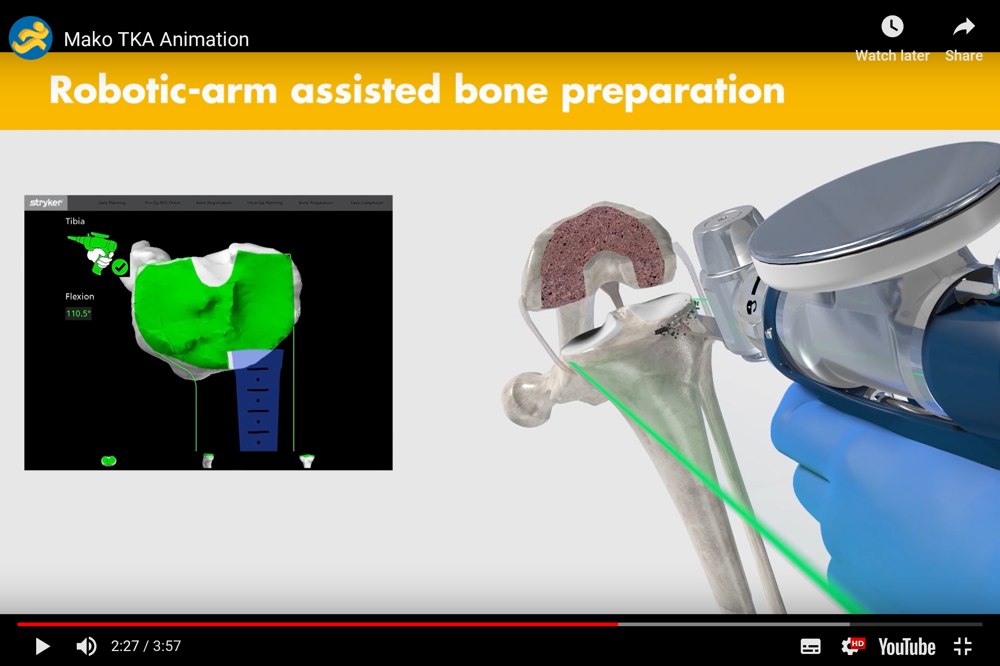 Mako TKA Animation
Watch later
Share
Robotic-arm assisted bone preparation
stryker
Case Planning
Pre-Op RIO Check
Bone Registration
Intra-Op Planning
Bone Preparation
Case Completion
Tibia
Flexion
110.5°
2:27 / 3:57
HD
YouTube